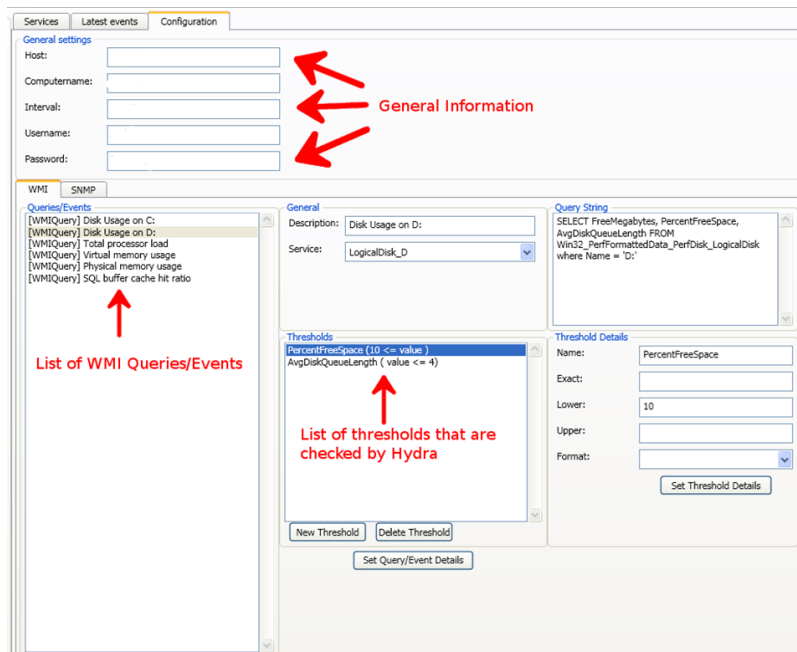 Services Latest events Configuration
General settings
Host:
Computername:
Interval:
General Information
Username:
Password:
WMI SNMP
Queries/Events
[WMIQuery] Disk Usage on C:
[WMIQuery] Disk Usage on D:
[WMIQuery] Total processor load
[WMIQuery] Virtual memory usage
[WMIQuery] Physical memory usage
[WMIQuery] SQL buffer cache hit ratio
List of WMI Queries/Events
General
Description: Disk Usage on D:
Service: LogicalDisk_D
Query String
SELECT FreeMegabytes, PercentFreeSpace,
AvgDiskQueueLength FROM
Win32_PerfFormattedData_PerfDisk_LogicalDisk
where Name = 'D:'
Thresholds
PercentFreeSpace (10 <= value )
AvgDiskQueueLength ( value <= 4)
List of thresholds that are
checked by Hydra
New Threshold Delete Threshold
Set Query/Event Details
Threshold Details
Name: PercentFreeSpace
Exact:
Lower: 10
Upper:
Format:
Set Threshold Details